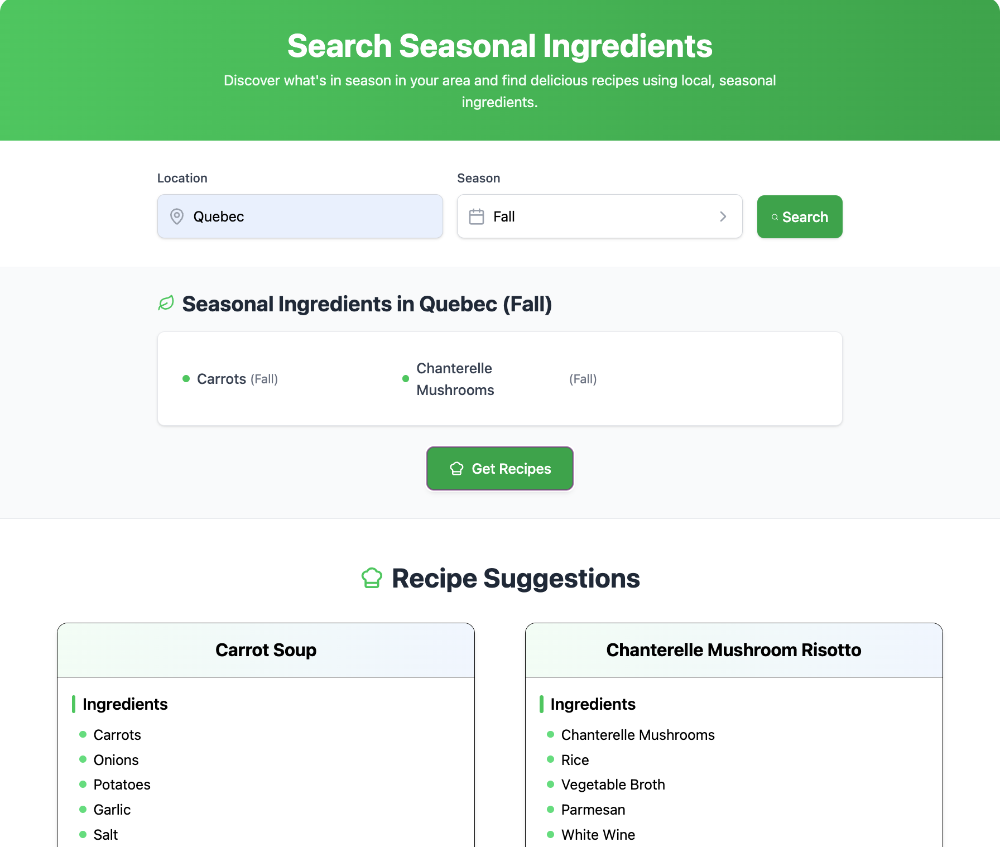 Search Seasonal Ingredients
Discover what's in season in your area and find delicious recipes using local, seasonal
ingredients.
Location
Season
Quebec
Fall
Search
Seasonal Ingredients in Quebec (Fall)
Carrots (Fall)
Chanterelle
Mushrooms
(Fall)
Get Recipes
Recipe Suggestions
Carrot Soup
Ingredients
Carrots
Onions
Potatoes
Garlic
Salt
Chanterelle Mushroom Risotto
Ingredients
Chanterelle Mushrooms
Rice
Vegetable Broth
Parmesan
White Wine